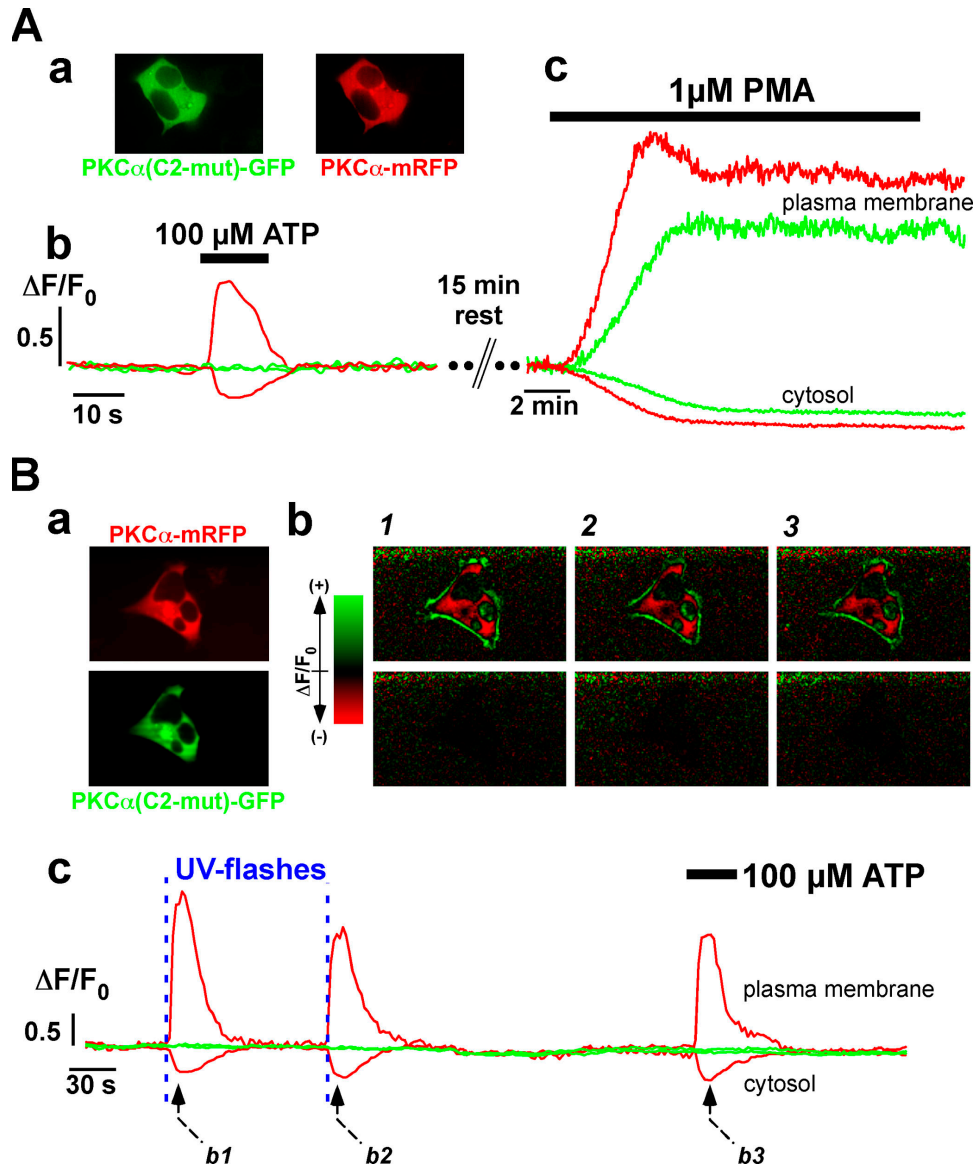 A
a
PKCα(C2-mut)-GFP
PKCα-mRFP
b
100 µM ATP
ΔF/F0
0.5
10 s
15 min
rest
c
1µM PMA
plasma membrane
cytosol
2 min
B
a
PKCα-mRFP
PKCα(C2-mut)-GFP
b
1
2
3
(+)
ΔF/F0
(-)
c
UV-flashes
100 µM ATP
ΔF/F0
0.5
30 s
plasma membrane
cytosol
b1
b2
b3